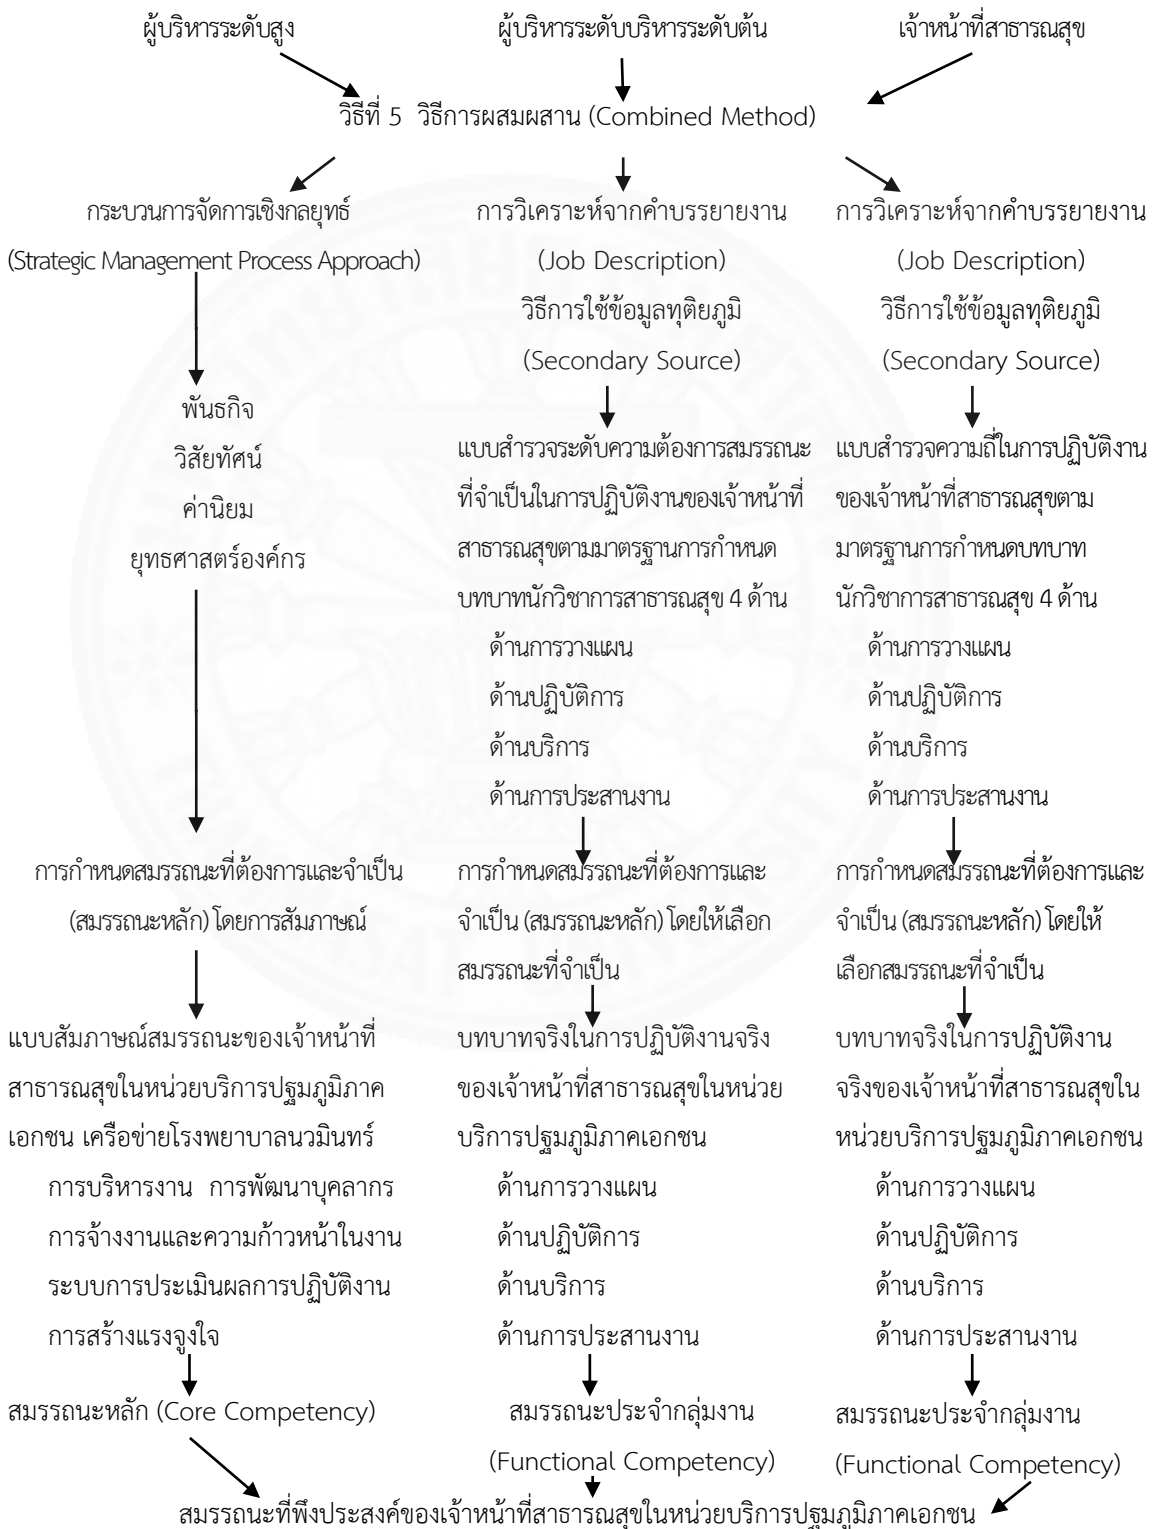 ผู้บริหารระดับสูง
ผู้บริหารระดับบริหารระดับต้น
เจ้าหน้าที่สาธารณสุข
วิธีที่ 5 วิธีการผสมผสาน (Combined Method)
กระบวนการจัดการเชิงกลยุทธ์
(Strategic Management Process Approach)
พันธกิจ
วิสัยทัศน์
ค่านิยม
ยุทธศาสตร์องค์กร
การกำหนดสมรรถนะที่ต้องการและจำเป็น
(สมรรถนะหลัก) โดยการสัมภาษณ์
แบบสัมภาษณ์สมรรถนะของเจ้าหน้าที่
สาธารณสุขในหน่วยบริการปฐมภูมิภาค
เอกชน เครือข่ายโรงพยาบาลนวมินทร์
การบริหารงาน การพัฒนาบุคลากร
การจ้างงานและความก้าวหน้าในงาน
ระบบการประเมินผลการปฏิบัติงาน
การสร้างแรงจูงใจ
สมรรถนะหลัก (Core Competency)
การวิเคราะห์จากคำบรรยายงาน
(Job Description)
วิธีการใช้ข้อมูลทุติยภูมิ
(Secondary Source)
แบบสำรวจระดับความต้องการสมรรถนะ
ที่จำเป็นในการปฏิบัติงานของเจ้าหน้าที่
สาธารณสุขตามมาตรฐานการกำหนด
บทบาทนักวิชาการสาธารณสุข 4 ด้าน
ด้านการวางแผน
ด้านปฏิบัติการ
ด้านบริการ
ด้านการประสานงาน
การกำหนดสมรรถนะที่ต้องการและ
จำเป็น (สมรรถนะหลัก) โดยให้เลือก
สมรรถนะที่จำเป็น
บทบาทจริงในการปฏิบัติงานจริง
ของเจ้าหน้าที่สาธารณสุขในหน่วย
บริการปฐมภูมิภาคเอกชน
ด้านการวางแผน
ด้านปฏิบัติการ
ด้านบริการ
ด้านการประสานงาน
สมรรถนะประจำกลุ่มงาน
(Functional Competency)
การวิเคราะห์จากคำบรรยายงาน
(Job Description)
วิธีการใช้ข้อมูลทุติยภูมิ
(Secondary Source)
แบบสำรวจความถี่ในการปฏิบัติงาน
ของเจ้าหน้าที่สาธารณสุขตาม
มาตรฐานการกำหนดบทบาท
นักวิชาการสาธารณสุข 4 ด้าน
ด้านการวางแผน
ด้านปฏิบัติการ
ด้านบริการ
ด้านการประสานงาน
การกำหนดสมรรถนะที่ต้องการและ
จำเป็น (สมรรถนะหลัก) โดยให้
เลือกสมรรถนะที่จำเป็น
บทบาทจริงในการปฏิบัติงาน
จริงของเจ้าหน้าที่สาธารณสุขใน
หน่วยบริการปฐมภูมิภาคเอกชน
ด้านการวางแผน
ด้านปฏิบัติการ
ด้านบริการ
ด้านการประสานงาน
สมรรถนะประจำกลุ่มงาน
(Functional Competency)
สมรรถนะที่พึงประสงค์ของเจ้าหน้าที่สาธารณสุขในหน่วยบริการปฐมภูมิภาคเอกชน